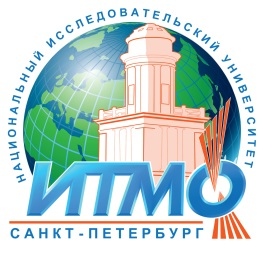 НАЦИОНАЛЬНЫЙ ИССЛЕДОВАТЕЛЬСКИЙ УНИВЕРСИТЕТ
ИТМО
САНКТ-ПЕТЕРБУРГ